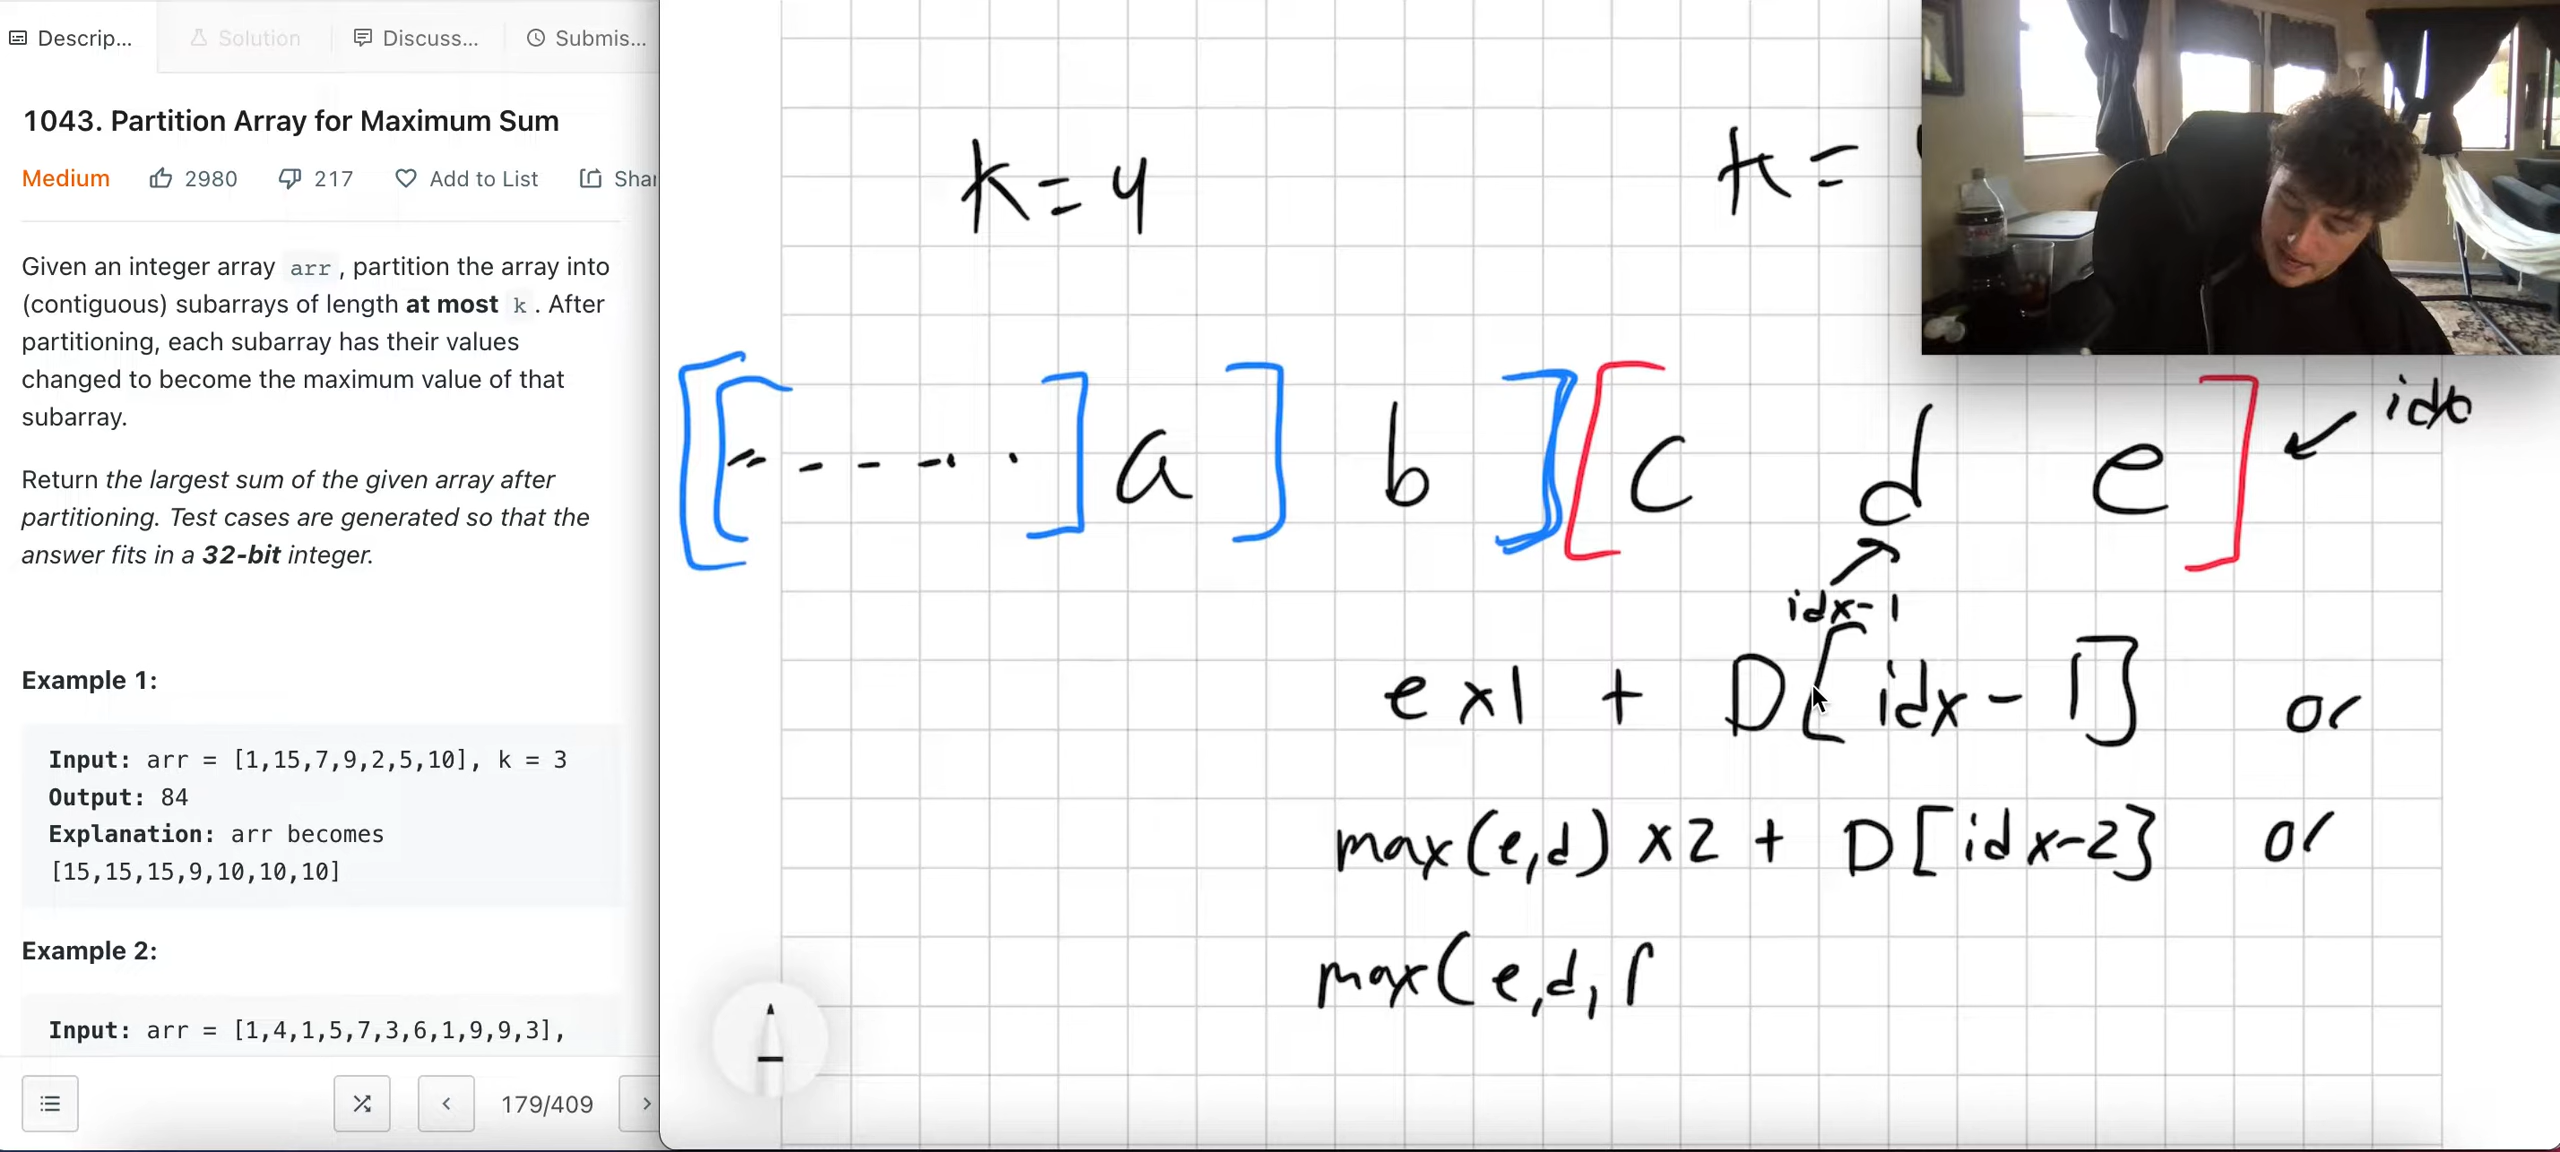 Descrip...
Solution
Discuss...
Submis...
1043. Partition Array for Maximum Sum
Medium 2980 217 Add to List Shar
Given an integer array arr , partition the array into
(contiguous) subarrays of length at most k . After
partitioning, each subarray has their values
changed to become the maximum value of that
subarray.
Return the largest sum of the given array after
partitioning. Test cases are generated so that the
answer fits in a 32-bit integer.
Example 1:
Input: arr = [1,15,7,9,2,5,10], k = 3
Output: 84
Explanation: arr becomes
[15,15,15,9,10,10,10]
Example 2:
Input: arr = [1,4,1,5,7,3,6,1,9,9,3],
179/409
k=4
k=
[[-----.]a] b][c d e]
idx
idx-1
e x1 + D[idx-1] or
max(e,d) x2 + D[idx-2] or
max(e,d,